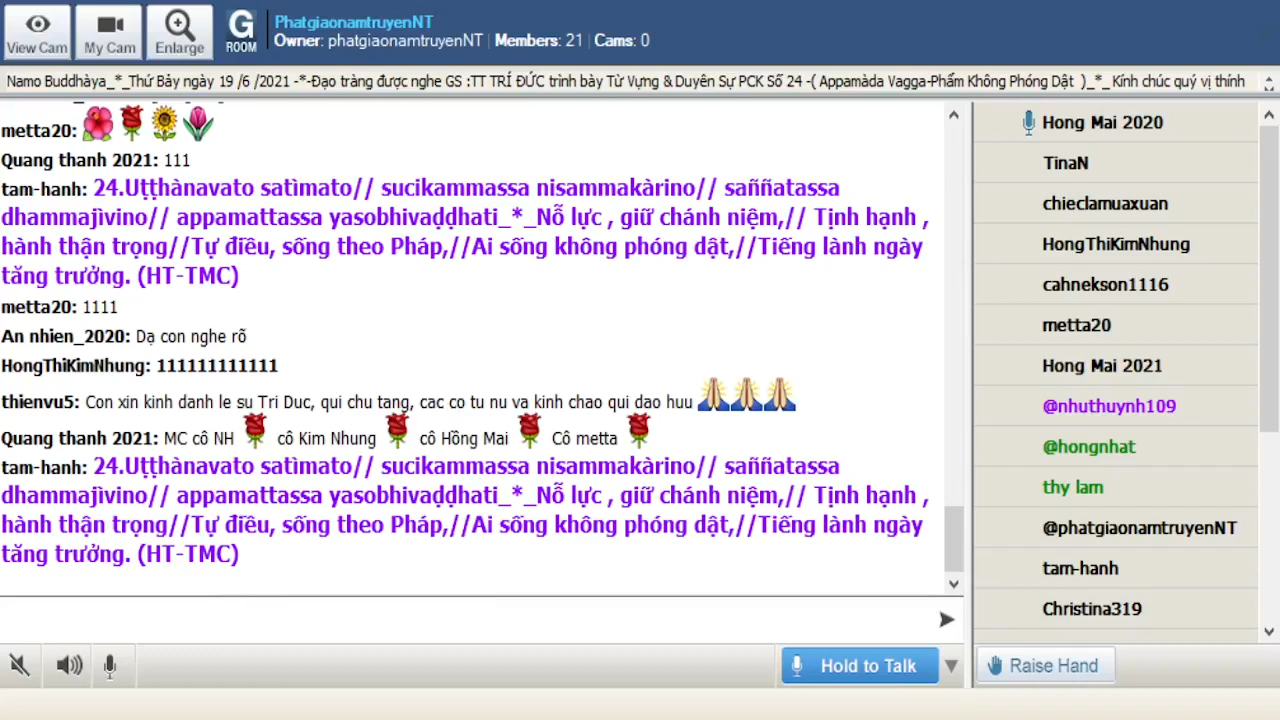 View Cam
My Cam
Enlarge
G
ROOM
PhatgiaonamtruyenNT
Owner: phatgiaonamtruyenNT | Members: 21 | Cams: 0
Namo Buddhàya_*_Thứ Bảy ngày 19 /6 /2021 -*-Đạo tràng được nghe GS :TT TRÍ ĐỨC trình bày Từ Vựng & Duyên Sự PCK Số 24 -( Appamàda Vagga-Phẩm Không Phóng Dật )_*_ Kính chúc quý vị thính
metta20:
Quang thanh 2021: 111
tam-hanh: 24.Uṭṭhànavato satìmato// sucikammassa nisammakàrino// saññatassa
dhammajìvino// appamattassa yasobhivaḍḍhati_*_Nỗ lực , giữ chánh niệm,// Tịnh hạnh ,
hành thận trọng//Tự điều, sống theo Pháp,//Ai sống không phóng dật,//Tiếng lành ngày
tăng trưởng. (HT-TMC)
metta20: 1111
An nhien_2020: Dạ con nghe rõ
HongThiKimNhung: 111111111111
thienvu5: Con xin kinh danh le su Tri Duc, qui chu tang, cac co tu nu va kinh chao qui dao huu
Quang thanh 2021: MC cô NH cô Kim Nhung cô Hồng Mai Cô metta
tam-hanh: 24.Uṭṭhànavato satìmato// sucikammassa nisammakàrino// saññatassa
dhammajìvino// appamattassa yasobhivaḍḍhati_*_Nỗ lực , giữ chánh niệm,// Tịnh hạnh ,
hành thận trọng//Tự điều, sống theo Pháp,//Ai sống không phóng dật,//Tiếng lành ngày
tăng trưởng. (HT-TMC)
Hold to Talk
Hong Mai 2020
TinaN
chieclamuaxuan
HongThiKimNhung
cahnekson1116
metta20
Hong Mai 2021
@nhuthuynh109
@hongnhat
thy lam
@phatgiaonamtruyenNT
tam-hanh
Christina319
Raise Hand